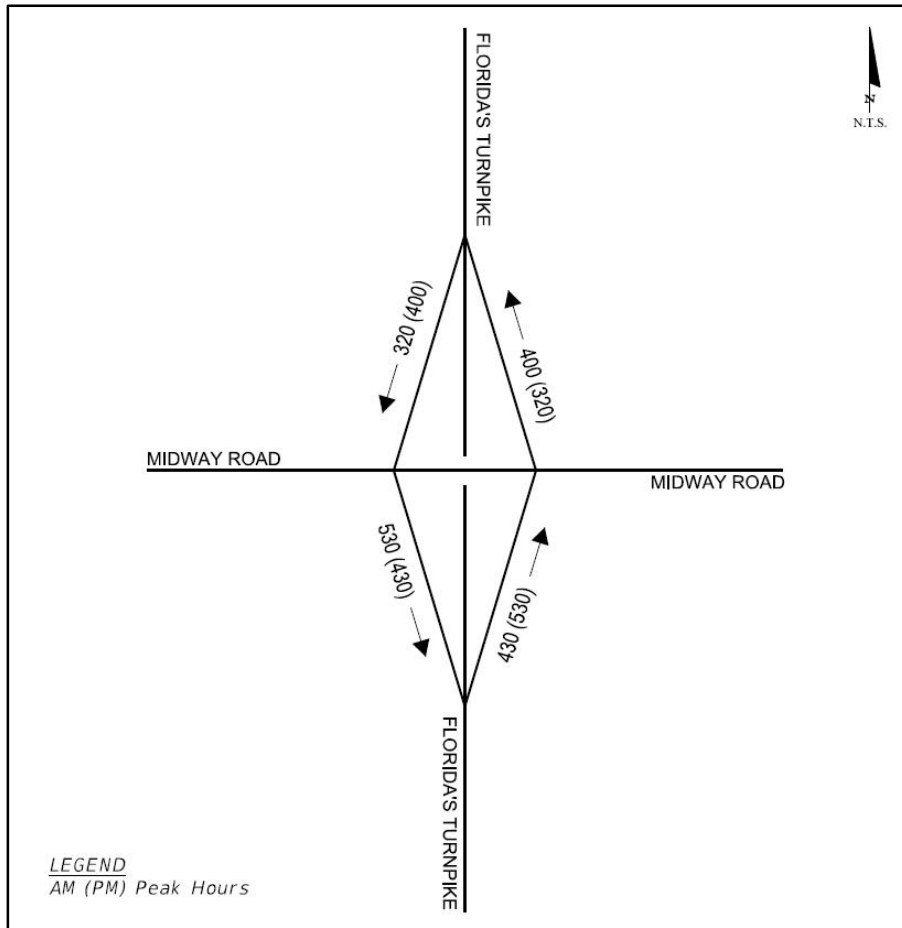 FLORIDA'S TURNPIKE
N
N.T.S.
320 (400)
400 (320)
MIDWAY ROAD
MIDWAY ROAD
530 (430)
430 (530)
FLORIDA'S TURNPIKE
LEGEND
AM (PM) Peak Hours